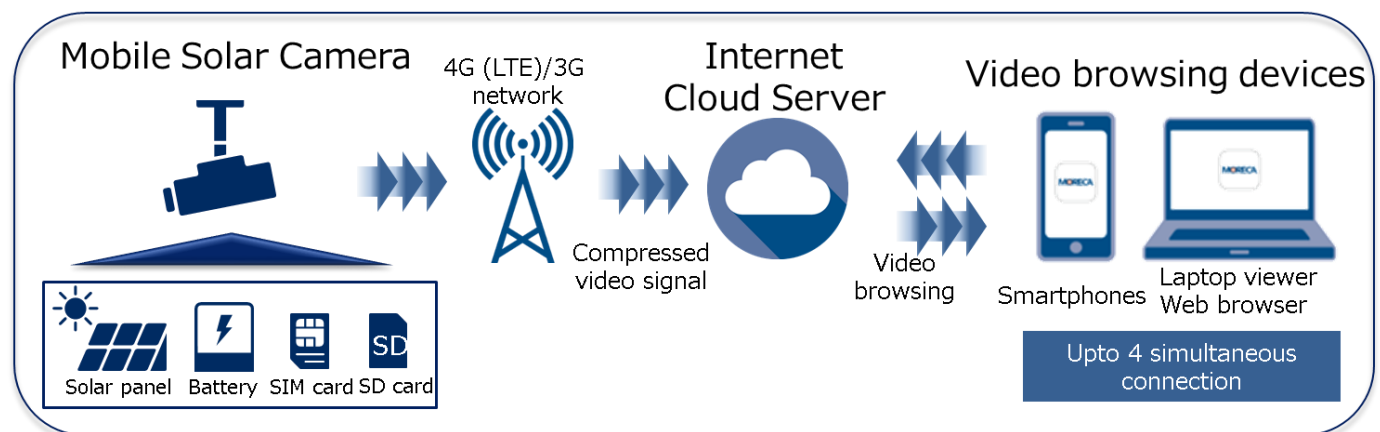 Mobile Solar Camera
4G (LTE)/3G
network
Internet
Cloud Server
Video browsing devices
MORECA
MORECA
Compressed
video signal
Video
browsing
Smartphones
Laptop viewer
Web browser
SD
Solar panel
Battery
SIM card
SD card
Upto 4 simultaneous
connection